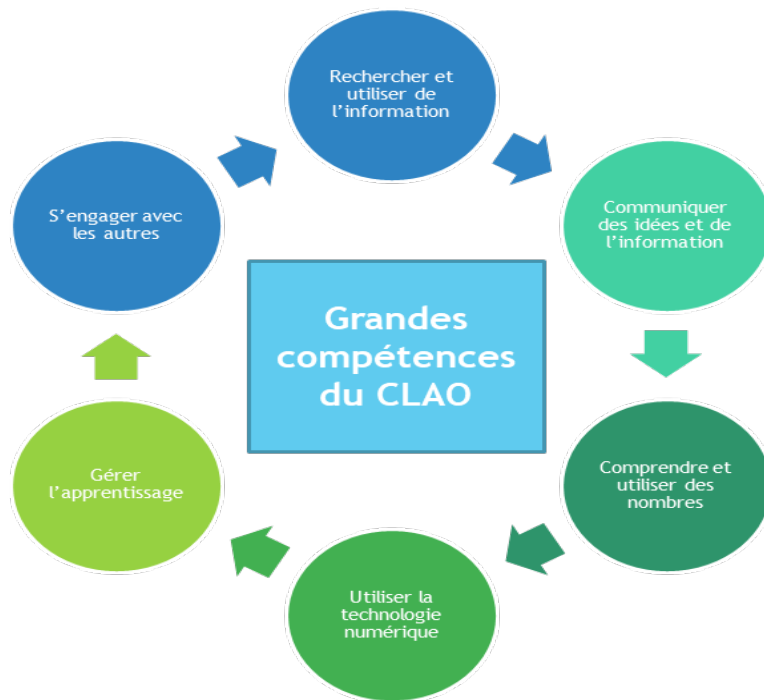 Rechercher et
utiliser de
l'information
Communiquer
des idées et de
l'information
Comprendre et
utiliser des
nombres
Utiliser la
technologie
numérique
Gérer
l'apprentissage
S'engager avec
les autres
Grandes
compétences
du CLAO